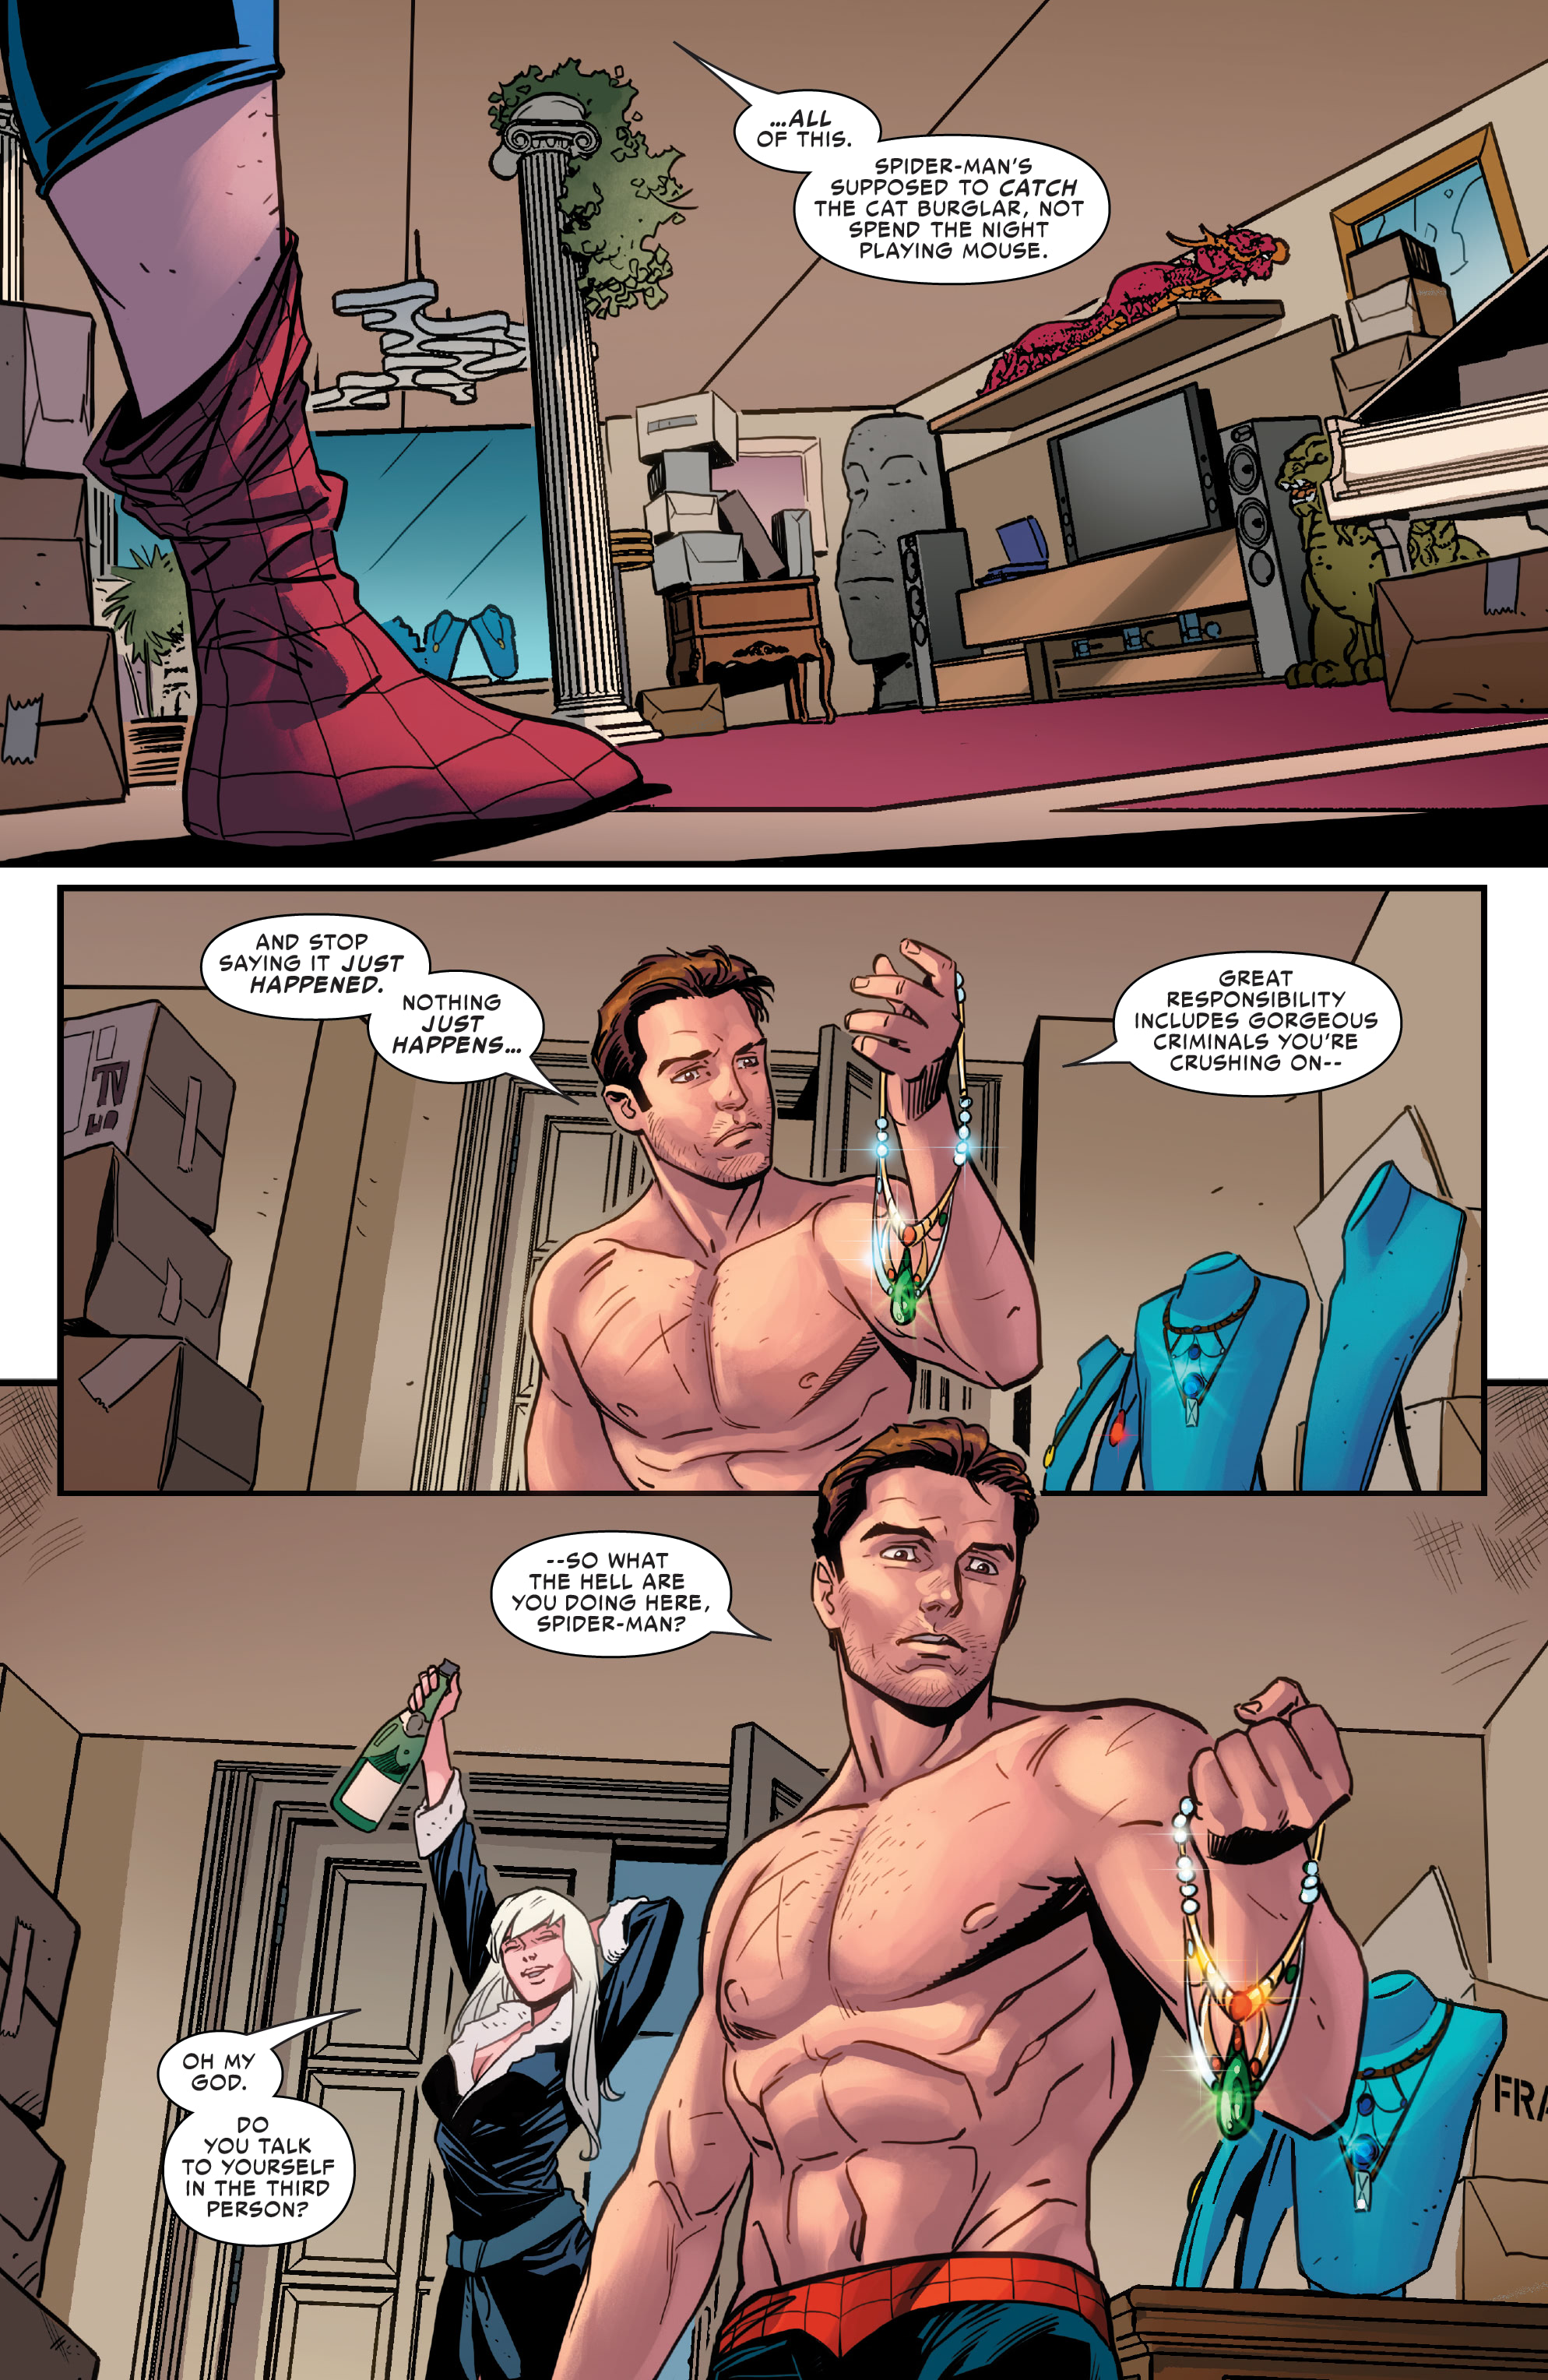 ...ALL
OF THIS.
SPIDER-MAN'S
SUPPOSED TO CATCH
THE CAT BURGLAR, NOT
SPEND THE NIGHT
PLAYING MOUSE.
AND STOP
SAYING IT JUST
HAPPENED.
NOTHING
JUST
HAPPENS...
GREAT
RESPONSIBILITY
INCLUDES GORGEOUS
CRIMINALS YOU'RE
CRUSHING ON--
TV
HD
--SO WHAT
THE HELL ARE
YOU DOING HERE,
SPIDER-MAN?
OH MY
GOD.
DO
YOU TALK
TO YOURSELF
IN THE THIRD
PERSON?
FRA